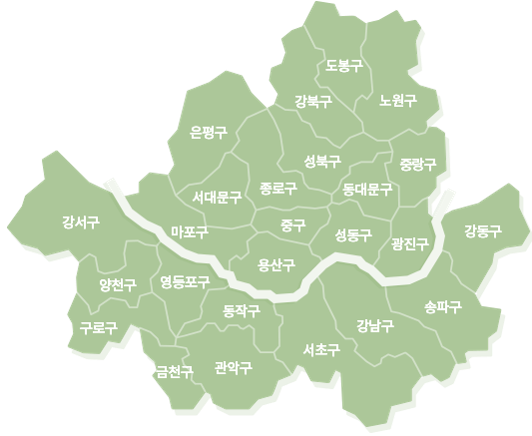 도봉구
강북구
노원구
은평구
성북구
중랑구
종로구
동대문구
서대문구
강서구
마포구
중구
성동구
광진구
강동구
용산구
양천구
영등포구
동작구
송파구
구로구
강남구
서초구
금천구
관악구